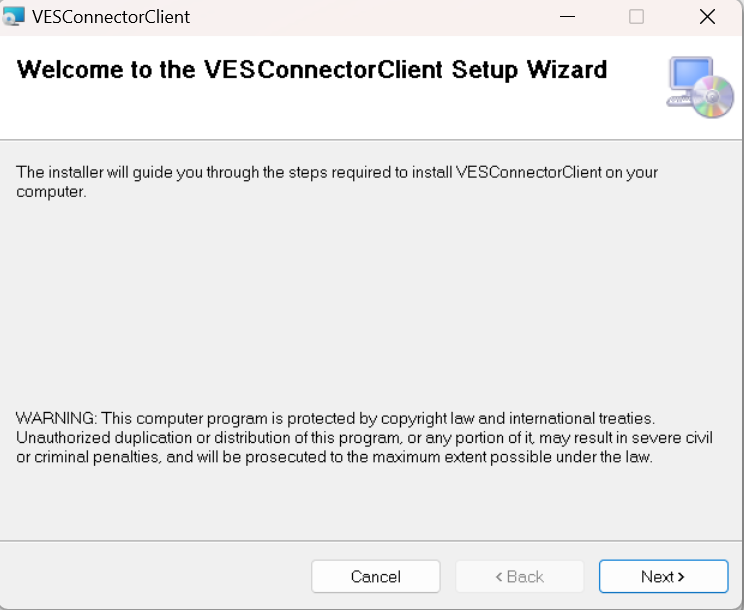 VESConnectorClient
Welcome to the VESConnectorClient Setup Wizard
The installer will guide you through the steps required to install VESConnectorClient on your
computer.
WARNING: This computer program is protected by copyright law and international treaties.
Unauthorized duplication or distribution of this program, or any portion of it, may result in severe civil
or criminal penalties, and will be prosecuted to the maximum extent possible under the law.
Cancel
< Back
Next >